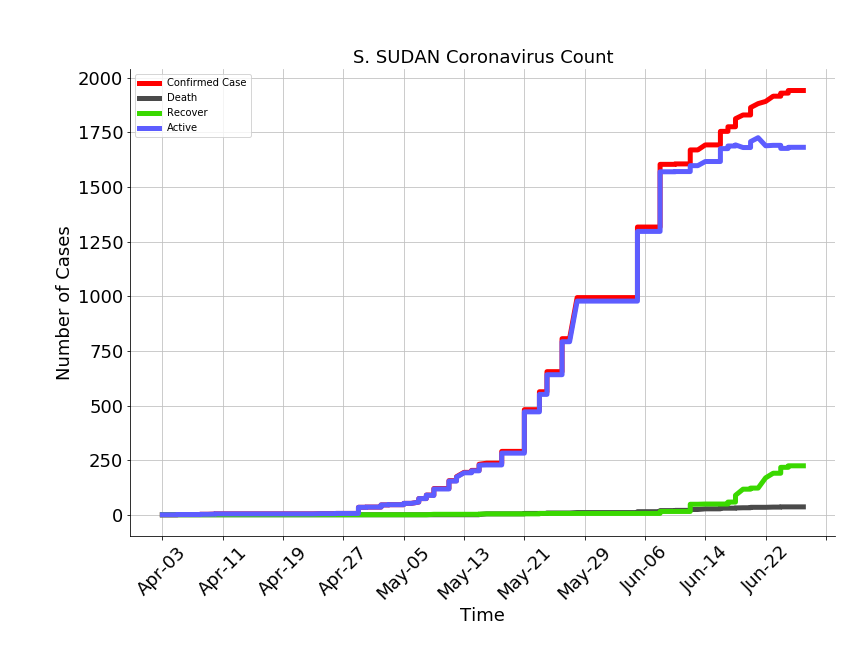 S. SUDAN Coronavirus Count
Confirmed Case
Death
Recover
Active
Number of Cases
2000
1750
1500
1250
1000
750
500
250
0
Apr-03
Apr-11
Apr-19
Apr-27
May-05
May-13
May-21
May-29
Jun-06
Jun-14
Jun-22
Time